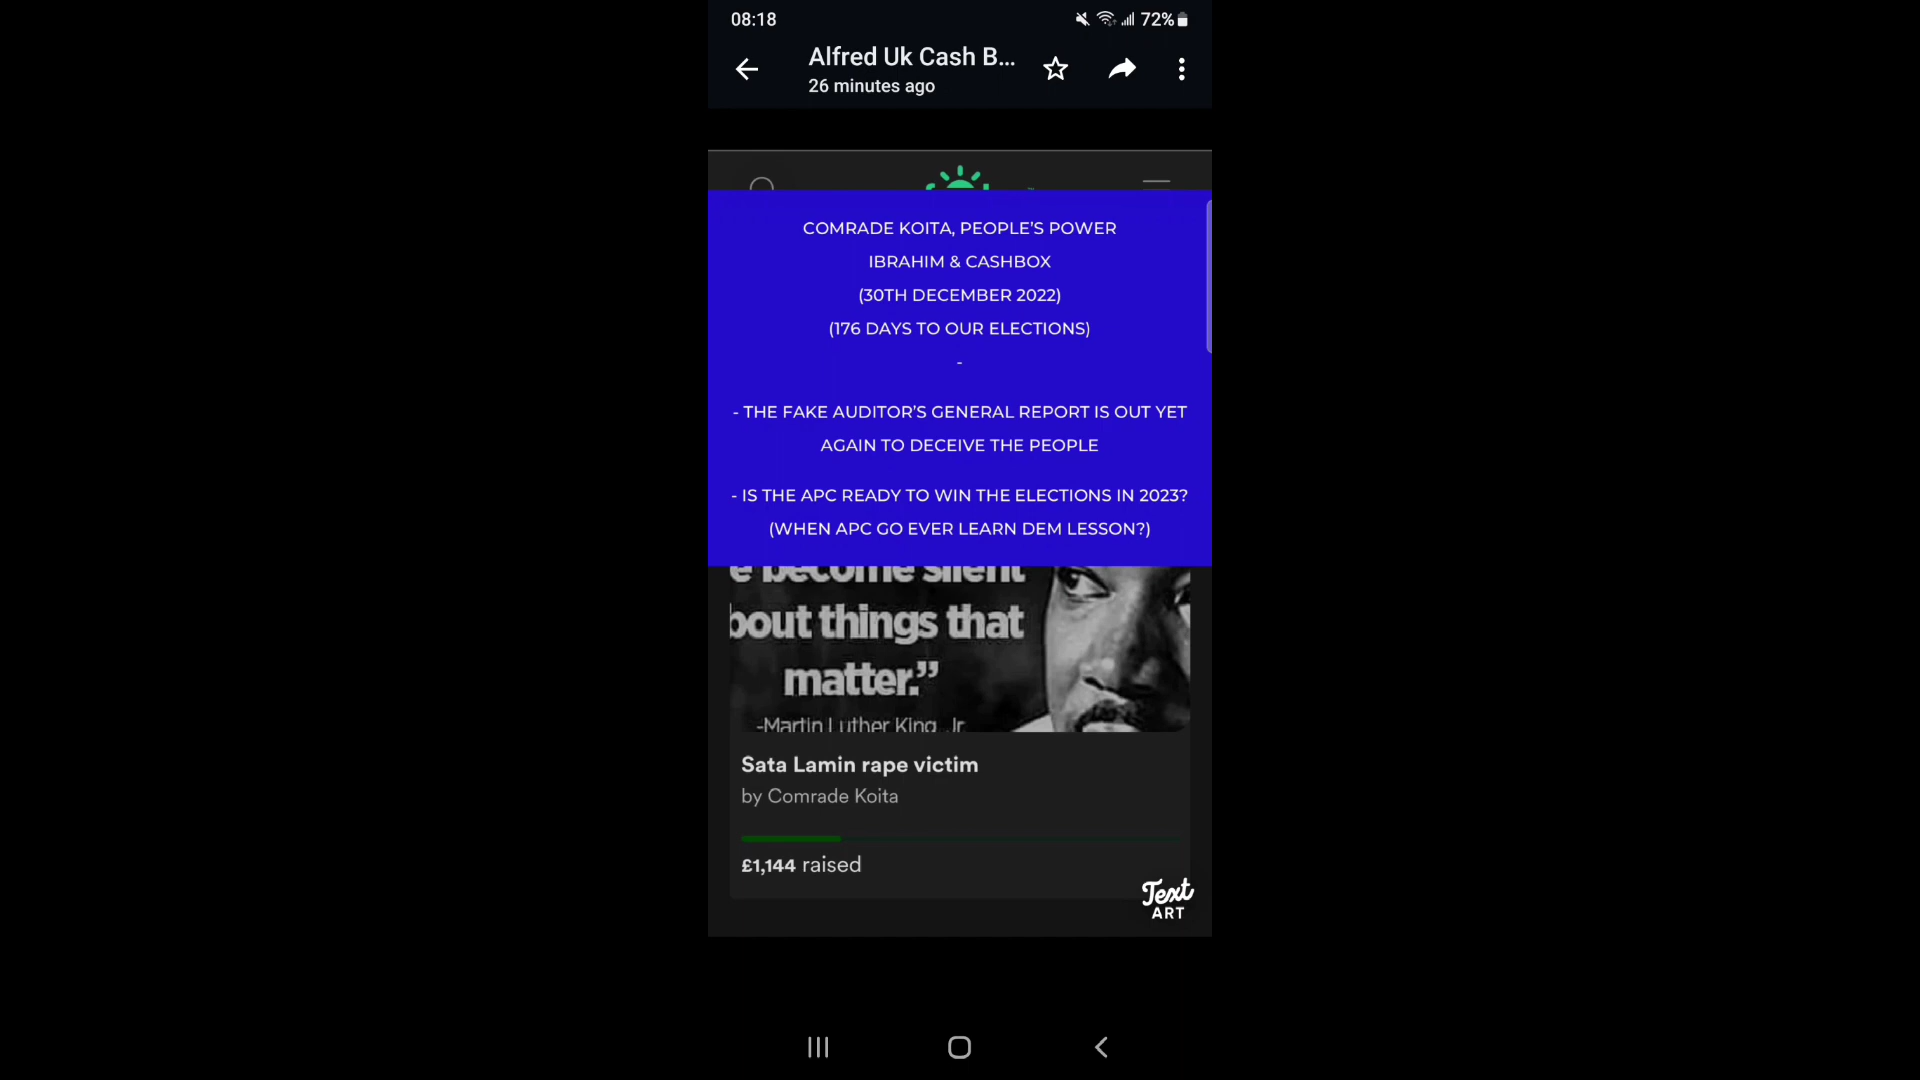 08:18
72%
Alfred Uk Cash B...
26 minutes ago
COMRADE KOITA, PEOPLE'S POWER
IBRAHIM & CASHBOX
(30TH DECEMBER 2022)
(176 DAYS TO OUR ELECTIONS)
-
- THE FAKE AUDITOR'S GENERAL REPORT IS OUT YET
AGAIN TO DECEIVE THE PEOPLE
- IS THE APC READY TO WIN THE ELECTIONS IN 2023?
(WHEN APC GO EVER LEARN DEM LESSON?)
e become silent
bout things that
matter.”
-Martin Luther King Jr
Sata Lamin rape victim
by Comrade Koita
£1,144 raised
Text
ART